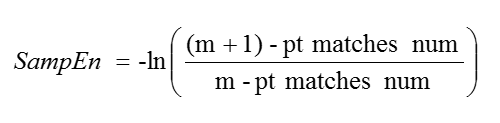 SampEn = -ln( (m + 1) - pt matches num / m - pt matches num )